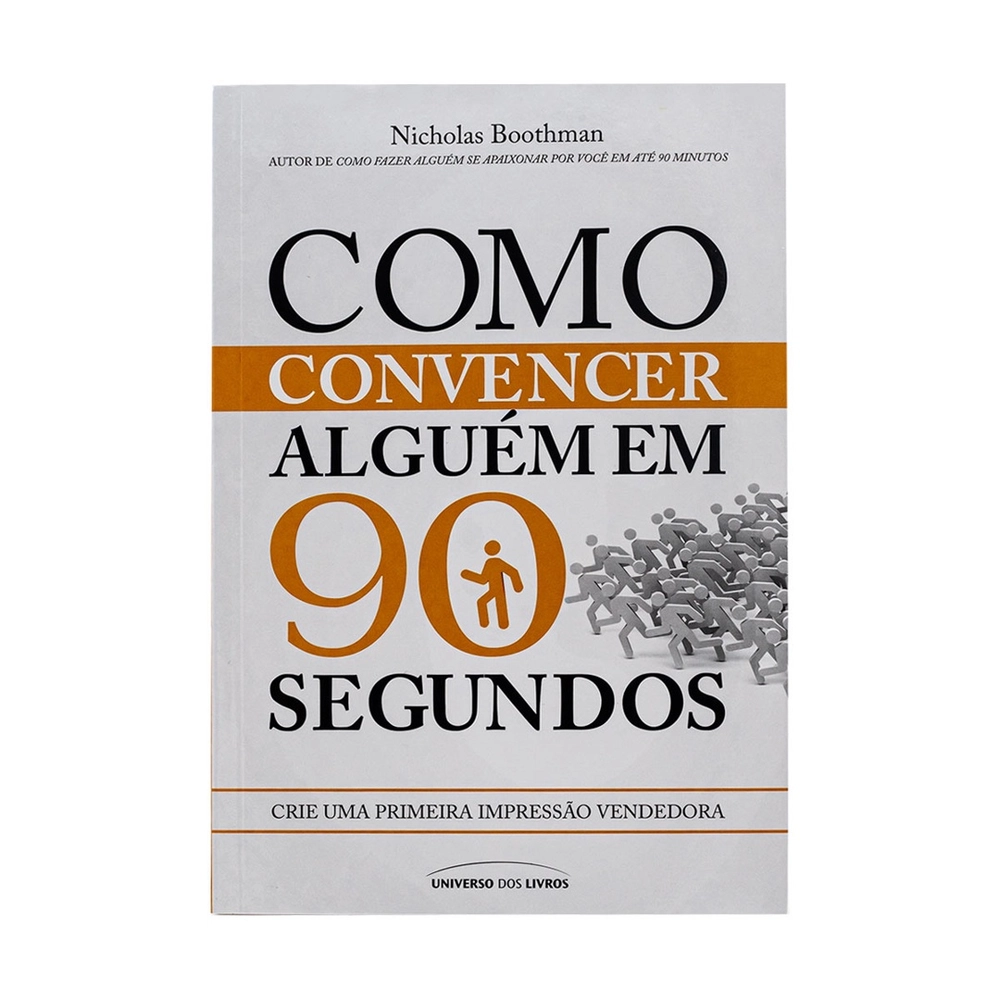 Nicholas Boothman
AUTOR DE COMO FAZER ALGUÉM SE APAIXONAR POR VOCÊ EM ATÉ 90 MINUTOS
COMO
CONVENCER
ALGUÉM EM
90
SEGUNDOS
CRIE UMA PRIMEIRA IMPRESSÃO VENDEDORA
UNIVERSO DOS LIVROS